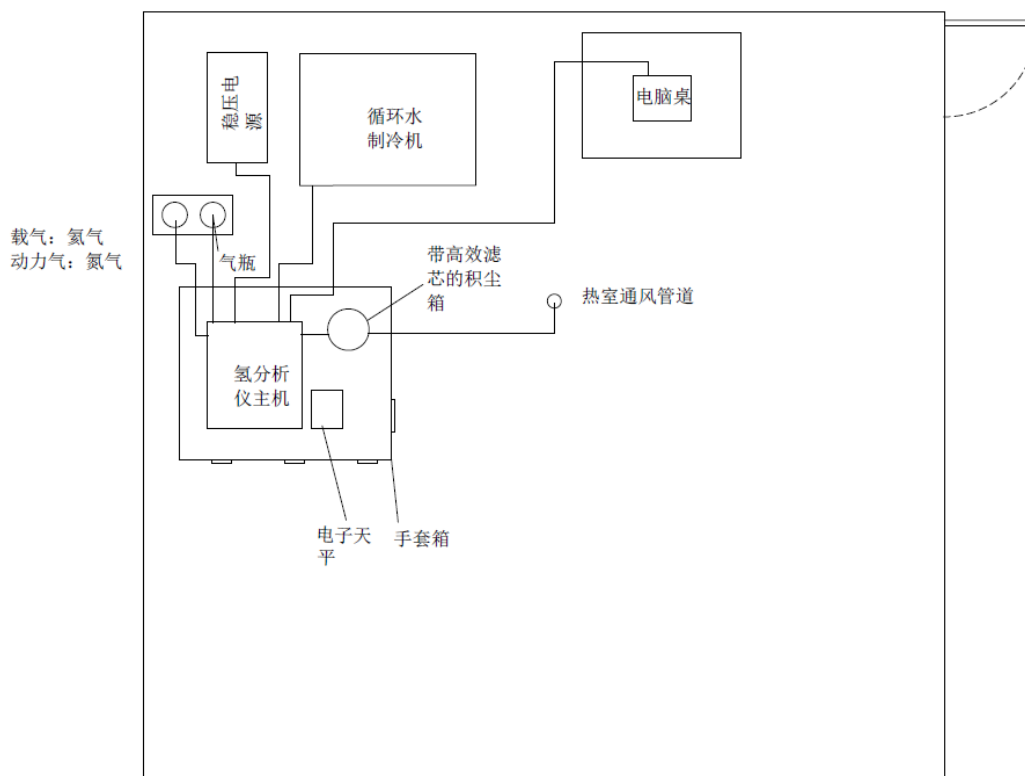 稳压电
源
循环水
制冷机
电脑桌
载气：氦气
动力气：氮气
气瓶
带高效滤
芯的积尘
箱
热室通风管道
氢分析
仪主机
电子天
平
手套箱